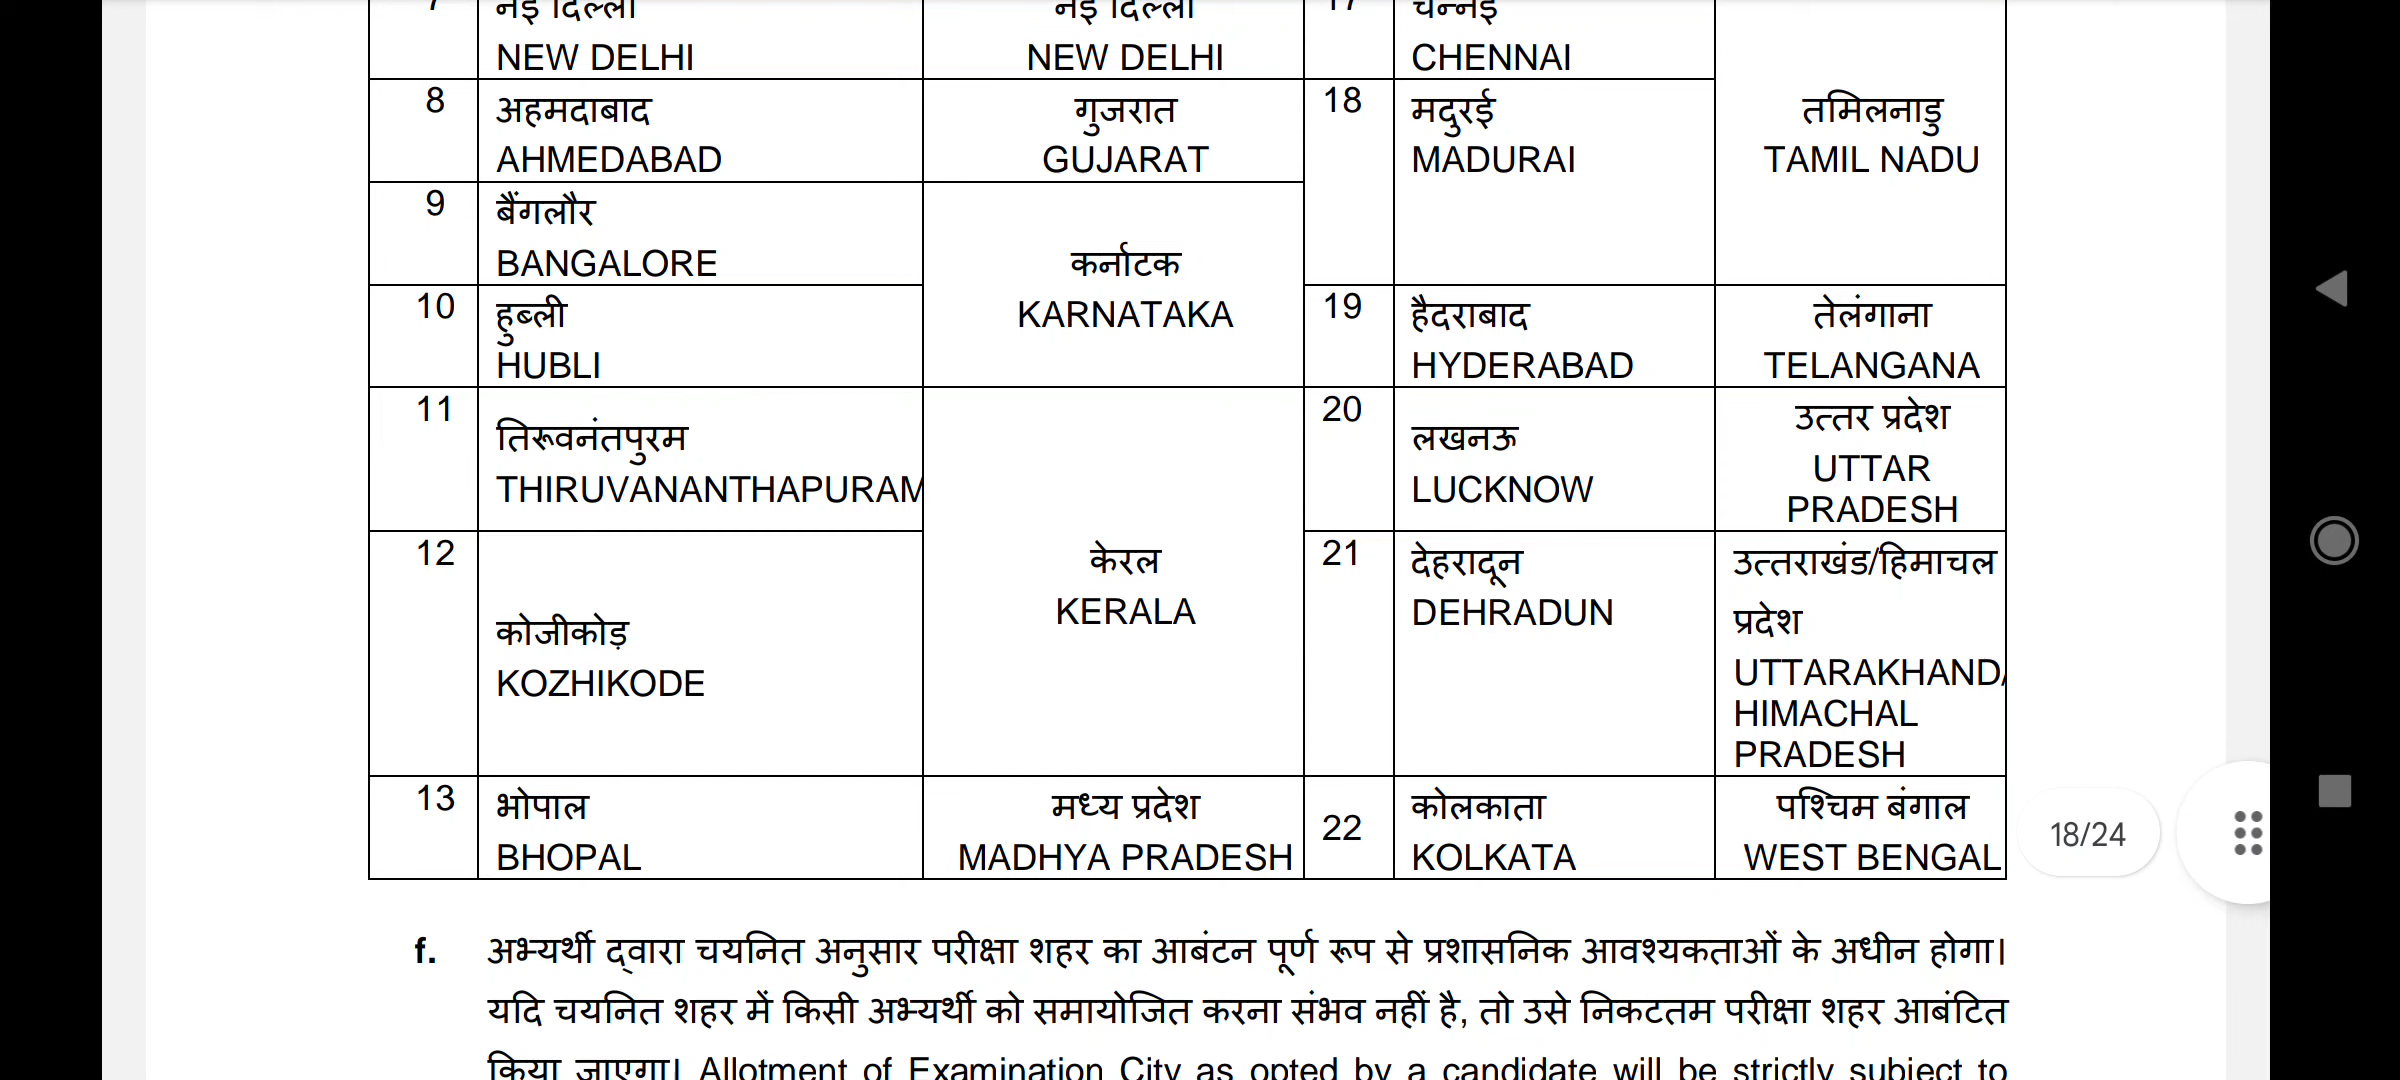 7 नई दिल्ली नई दिल्ली 17 चेन्नई
NEW DELHI NEW DELHI CHENNAI
8 अहमदाबाद गुजरात 18 मदुरई तमिलनाडु
AHMEDABAD GUJARAT MADURAI TAMIL NADU
9 बैंगलौर
BANGALORE कर्नाटक
10 हुब्ली KARNATAKA 19 हैदराबाद तेलंगाना
HUBLI HYDERABAD TELANGANA
11 तिरूवनंतपुरम 20 लखनऊ उत्तर प्रदेश
THIRUVANANTHAPURAM LUCKNOW UTTAR
PRADESH
12 केरल 21 देहरादून उत्तराखंड/हिमाचल
कोजीकोड़ KERALA DEHRADUN प्रदेश
KOZHIKODE UTTARAKHAND/
HIMACHAL
PRADESH
13 भोपाल मध्य प्रदेश 22 कोलकाता पश्चिम बंगाल
BHOPAL MADHYA PRADESH KOLKATA WEST BENGAL
18/24
f. अभ्यर्थी द्वारा चयनित अनुसार परीक्षा शहर का आबंटन पूर्ण रूप से प्रशासनिक आवश्यकताओं के अधीन होगा।
यदि चयनित शहर में किसी अभ्यर्थी को समायोजित करना संभव नहीं है, तो उसे निकटतम परीक्षा शहर आबंटित
किया जाएगा। Allotment of Examination City as opted by a candidate will be strictly subject to